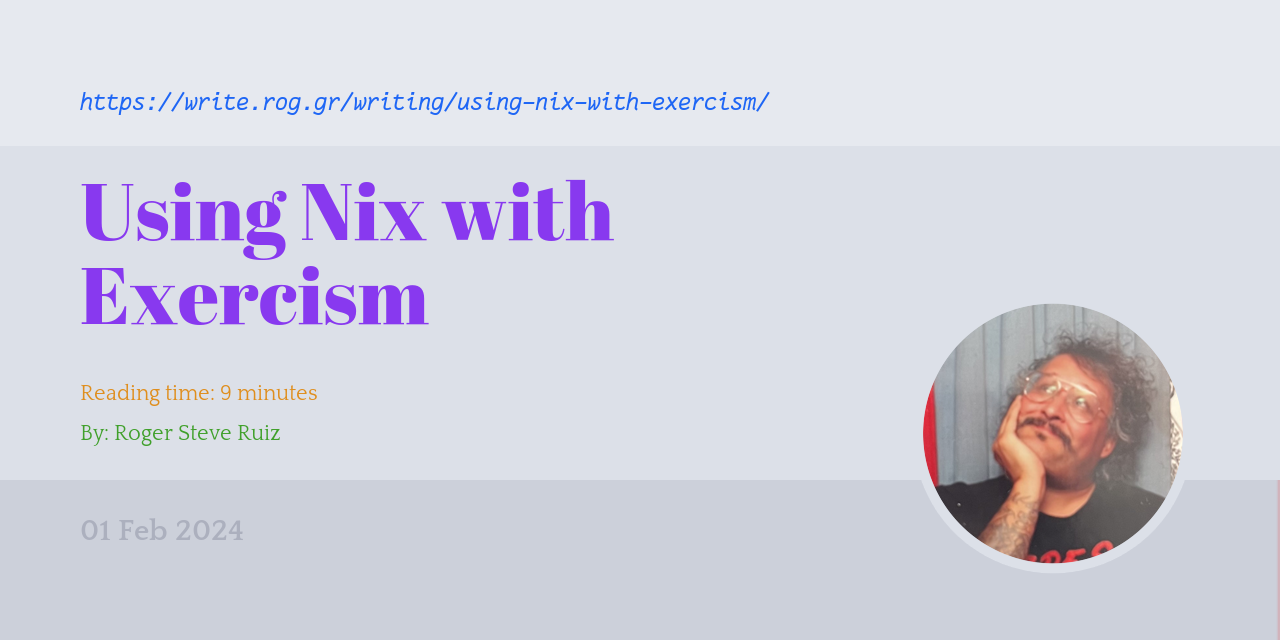 https://write.rog.gr/writing/using-nix-with-exercism/
Using Nix with
Exercism
Reading time: 9 minutes
By: Roger Steve Ruiz
01 Feb 2024